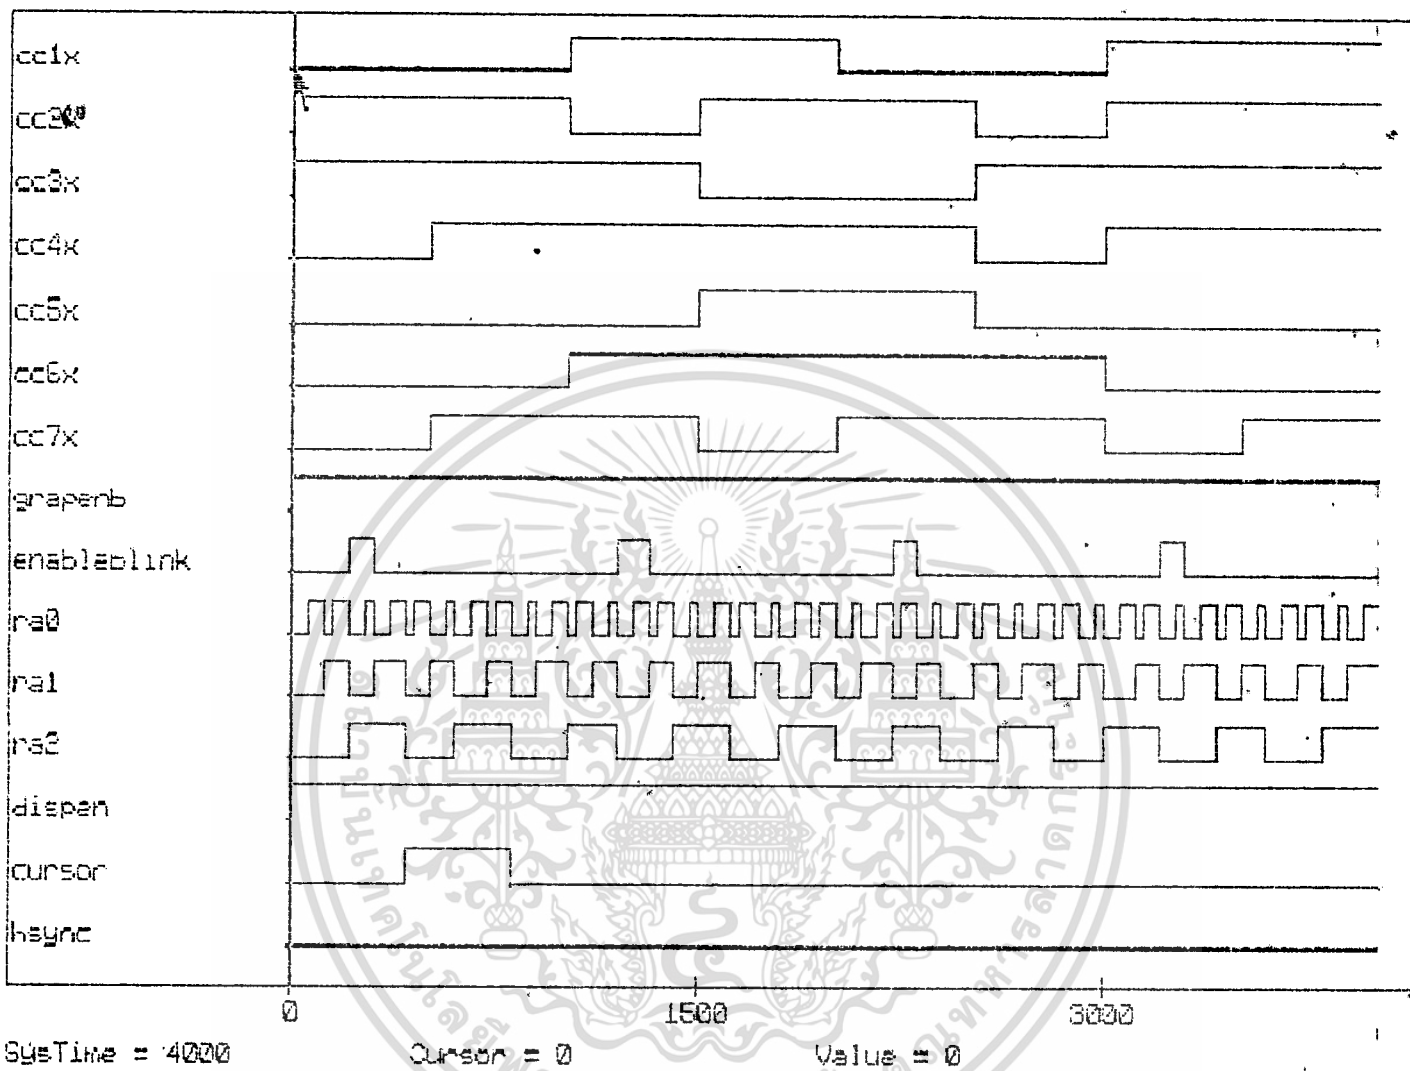 cc1x
cc2x
cc3x
cc4x
cc5x
cc6x
cc7x
grapenb
enableblink
ra0
ra1
ra2
dispen
cursor
hsync
0 1500 3000
SysTime = 4000 Cursor = 0 Value = 0